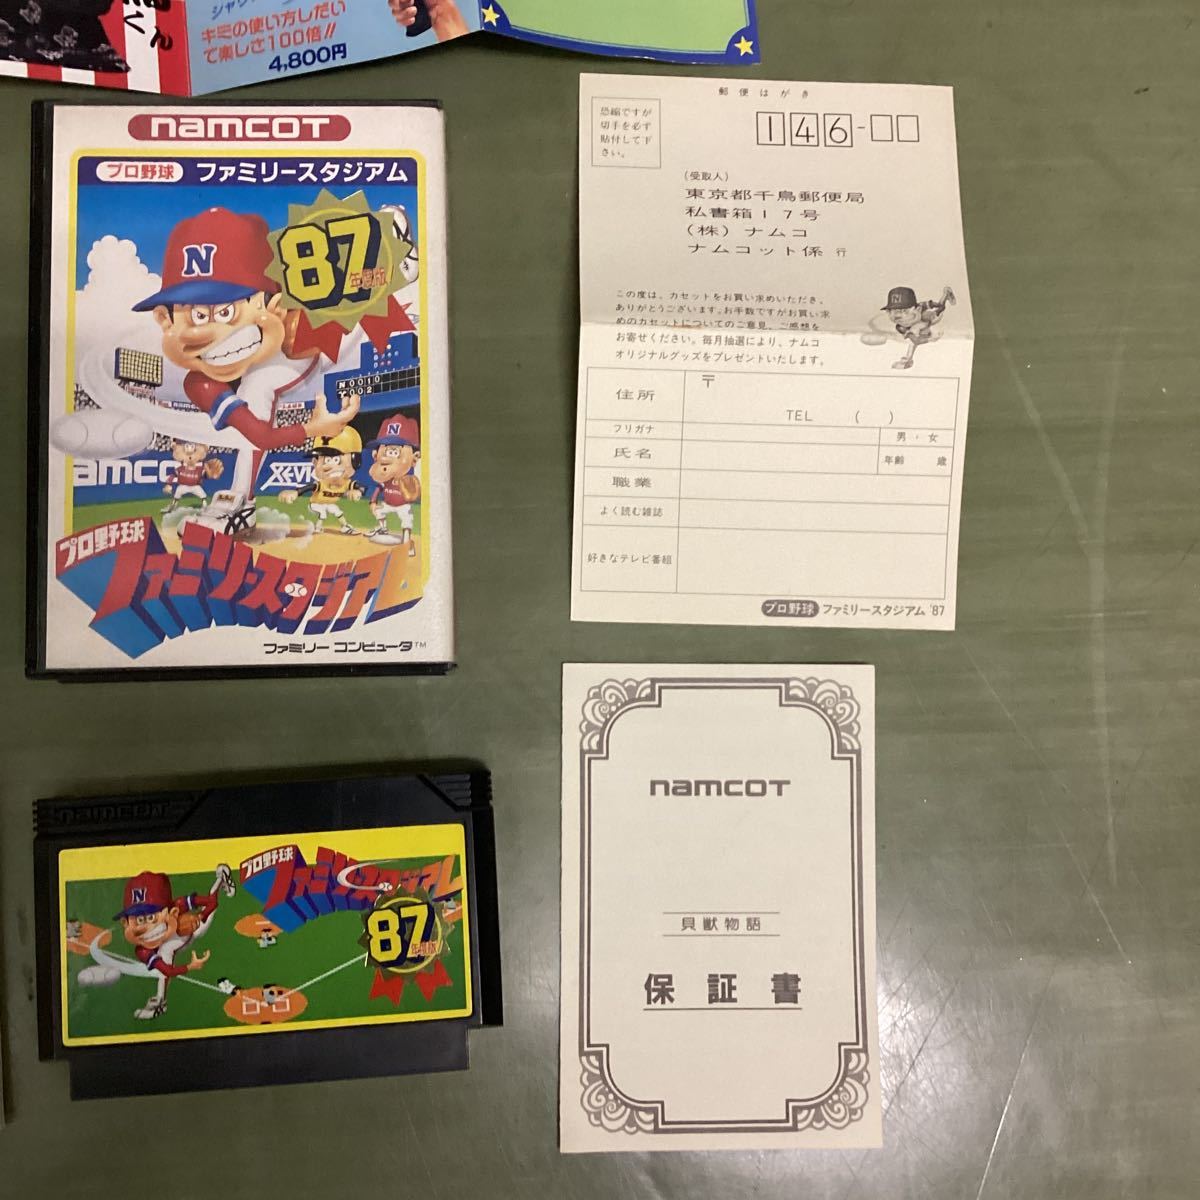 キミの使い方しだい
で楽しさ100倍!!
4,800円
namcot
プロ野球 ファミリースタジアム
N
87
年度版!
N 0010
Y 002
namcot
プロ野球
ファミリースタジアム
ファミリー コンピュータ™
郵便はがき
恐縮ですが
切手を必ず
貼付して下
さい。
146-
(受取人)
東京都千鳥郵便局
私書箱17号
(株)ナムコ
ナムコット係 行
この度は、カセットをお買い求めいただき、
ありがとうございます。お手数ですがお買い求
めのカセットについてのご意見、ご感想を
お寄せください。毎月抽選により、ナムコ
オリジナルグッズをプレゼントいたします。
住所
〒
TEL ( )
フリガナ
男・女
氏名
年齢 歳
職業
よく読む雑誌
好きなテレビ番組
プロ野球 ファミリースタジアム '87
namcot
プロ野球
ファミリースタジアム
N
87
年度版!
namcot
貝獣物語
保証書